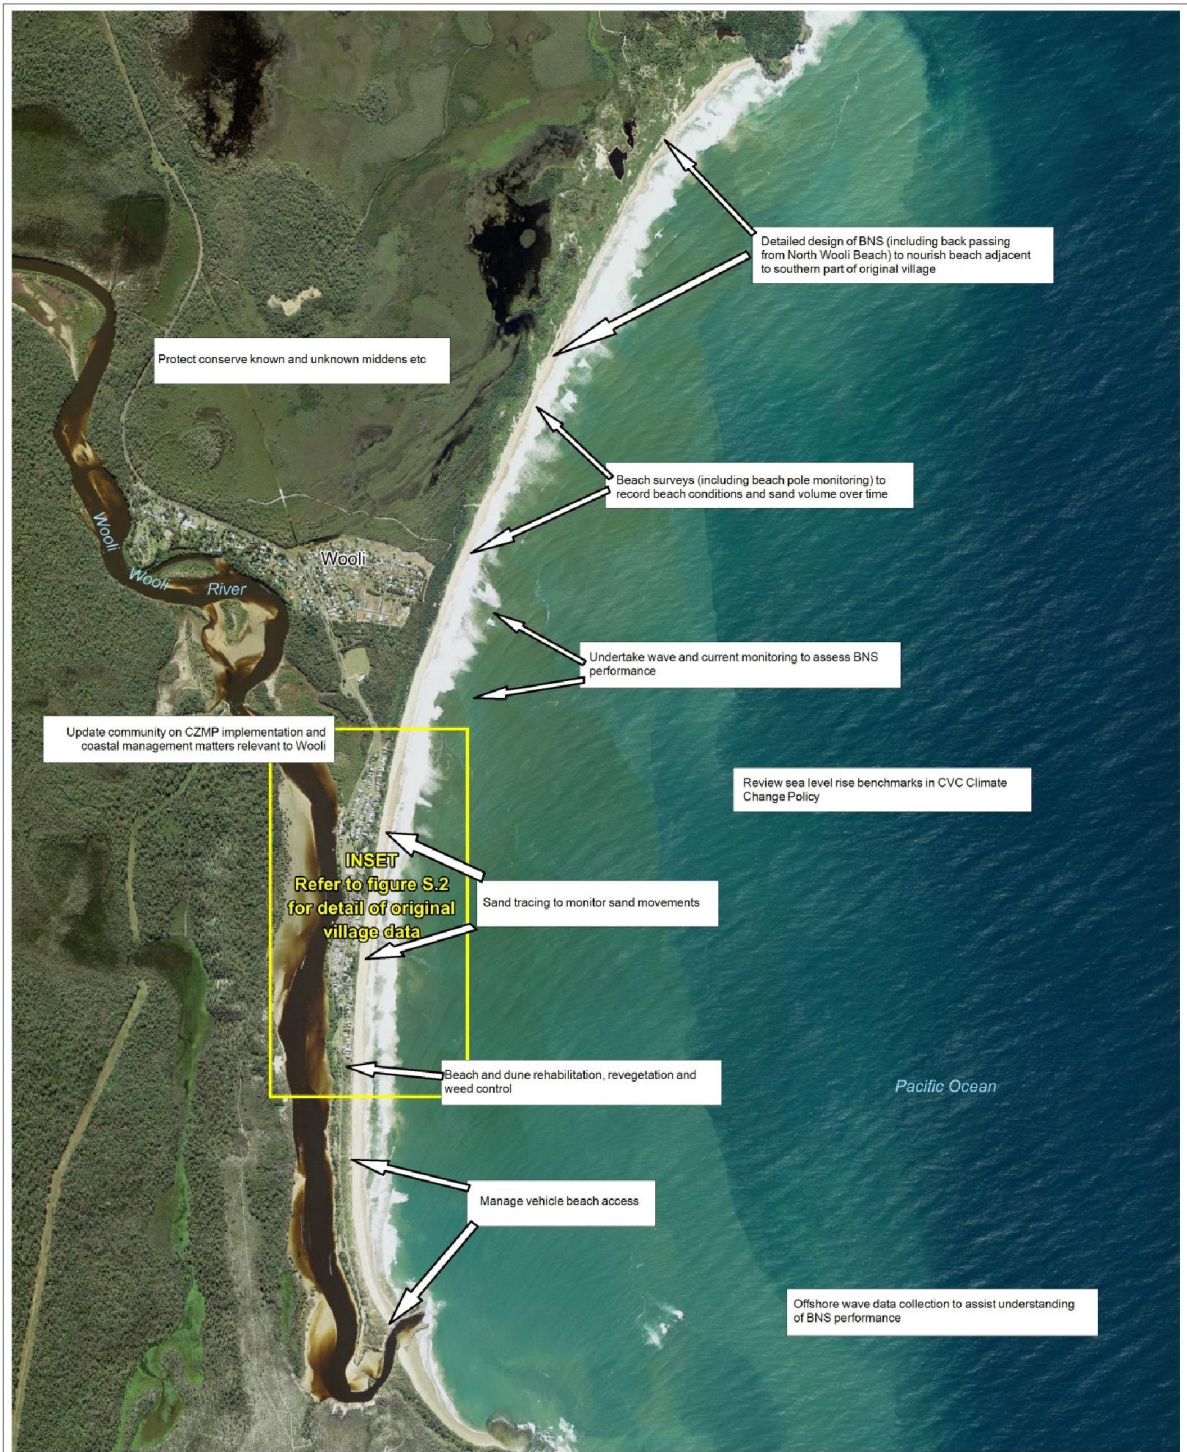 Detailed design of BNS (including back passing
from North Wooli Beach) to nourish beach adjacent
to southern part of original village
Protect conserve known and unknown middens etc
Beach surveys (including beach pole monitoring) to
record beach conditions and sand volume over time
Wooli
Wooli
Wooli
River
Undertake wave and current monitoring to assess BNS
performance
Update community on CZMP implementation and
coastal management matters relevant to Wooli
Review sea level rise benchmarks in CVC Climate
Change Policy
INSET
Refer to figure S.2
for detail of original
village data
Sand tracing to monitor sand movements
Beach and dune rehabilitation, revegetation and
weed control
Pacific Ocean
Manage vehicle beach access
Offshore wave data collection to assist understanding
of BNS performance